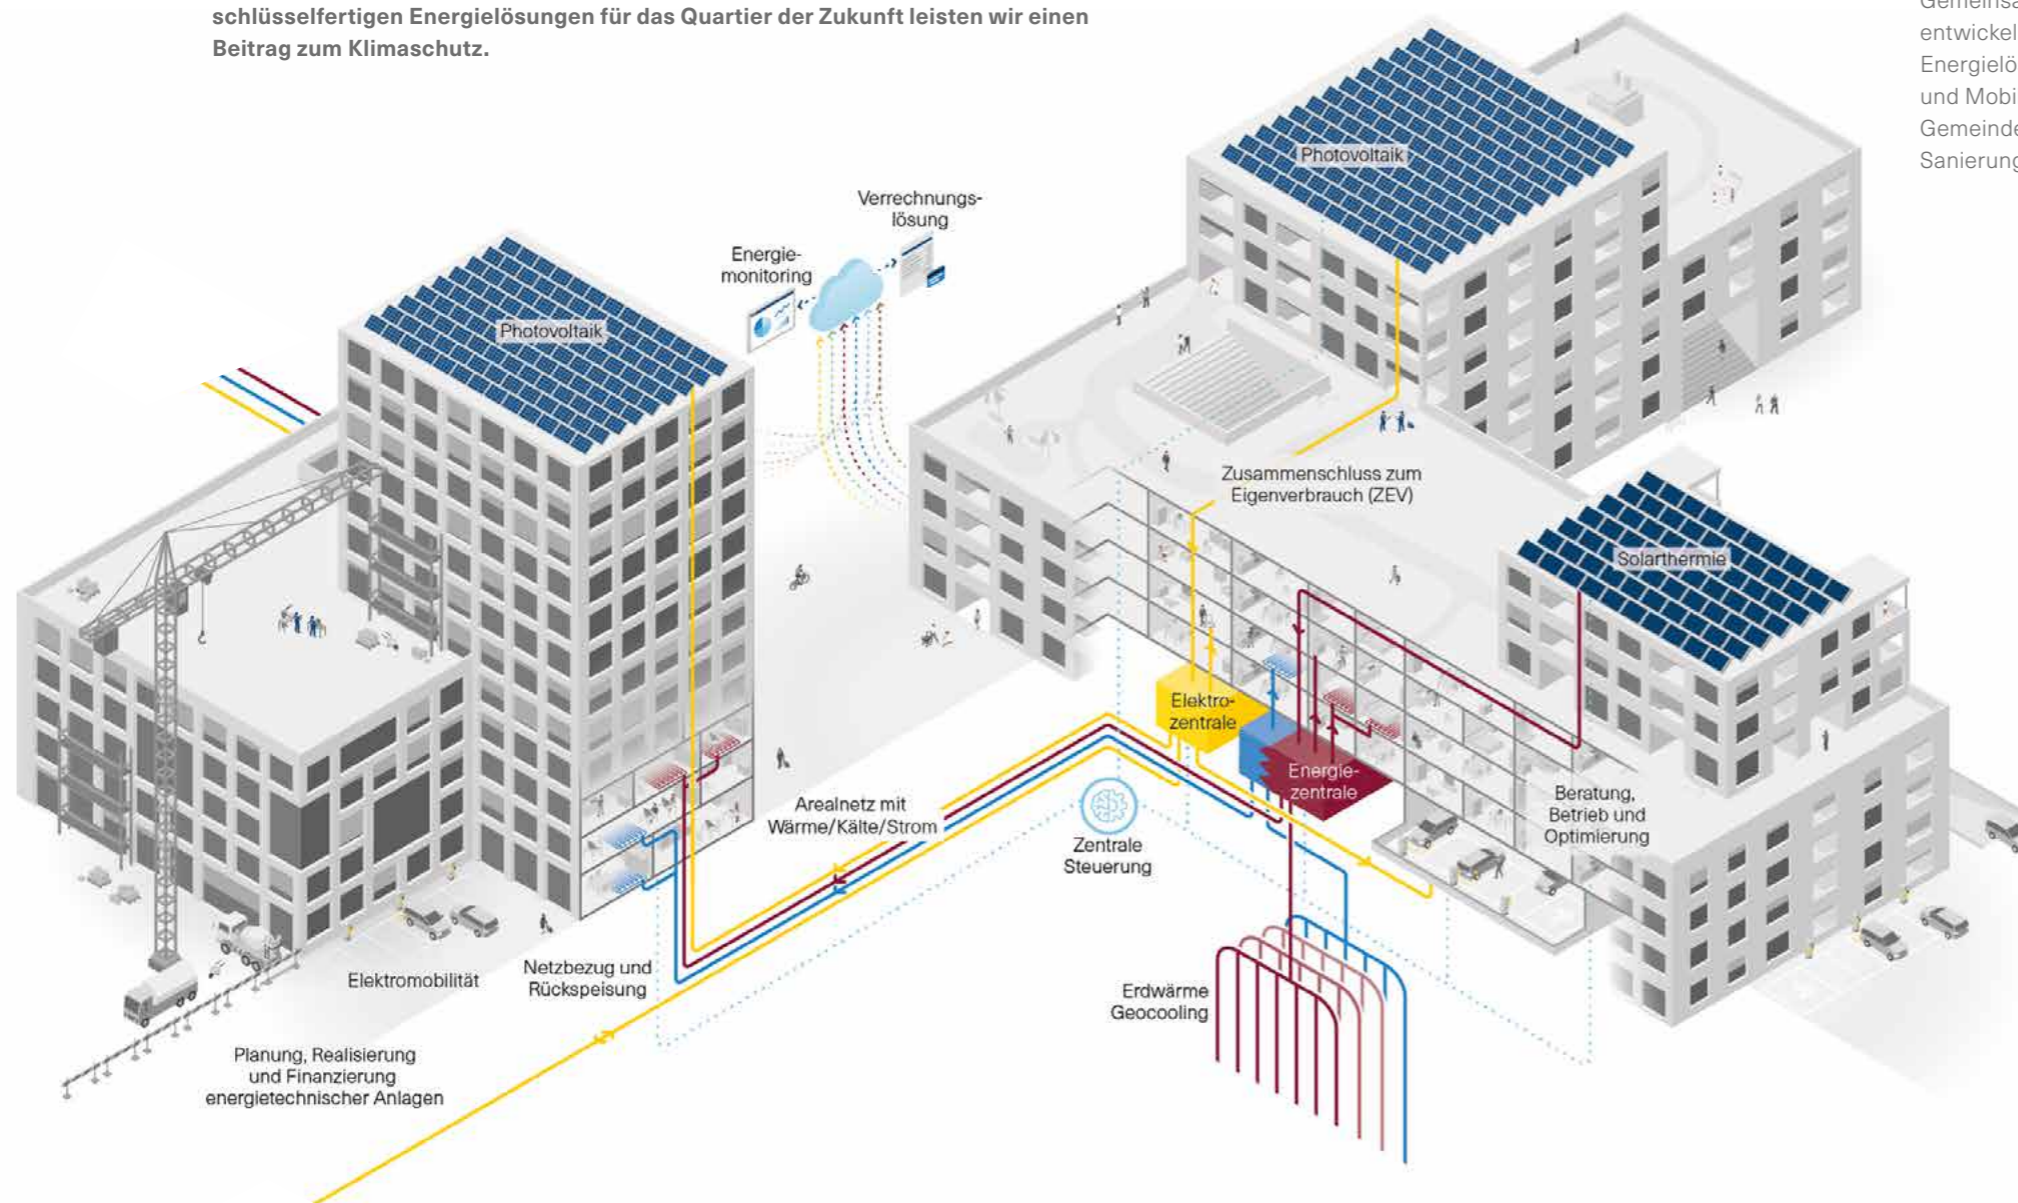 schlüsselfertigen Energielösungen für das Quartier der Zukunft leisten wir einen
Beitrag zum Klimaschutz.
entwickel
Energielö
und Mobi
Gemeinde
Sanierung
Photovoltaik
Verrechnungs-
lösung
Energie-
monitoring
Photovoltaik
Zusammenschluss zum
Eigenverbrauch (ZEV)
Solarthermie
Elektro-
zentrale
Energie-
zentrale
Arealnetz mit
Wärme/Kälte/Strom
Zentrale
Steuerung
Beratung,
Betrieb und
Optimierung
Elektromobilität
Netzbezug und
Rückspeisung
Erdwärme
Geocooling
Planung, Realisierung
und Finanzierung
energietechnischer Anlagen